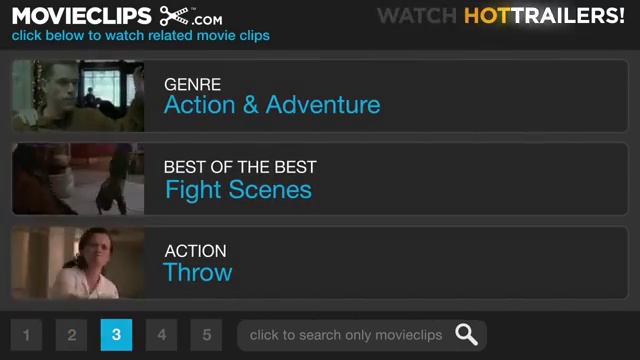 MOVIECLIPS™ .COM
WATCH HOTTRAILERS!
click below to watch related movie clips
GENRE
Action & Adventure
BEST OF THE BEST
Fight Scenes
ACTION
Throw
1 2 3 4 5 click to search only movieclips